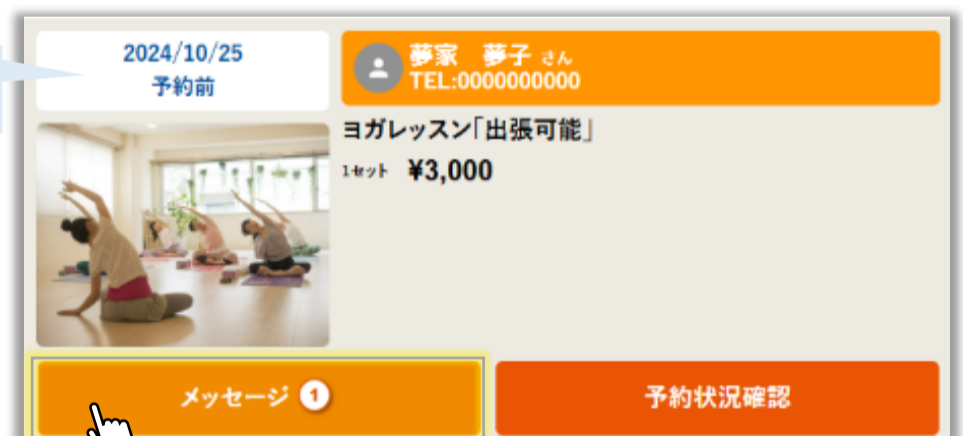 2024/10/25
予約前
夢家 夢子 さん
TEL:0000000000
ヨガレッスン「出張可能」
1セット ¥3,000
メッセージ 1
予約状況確認